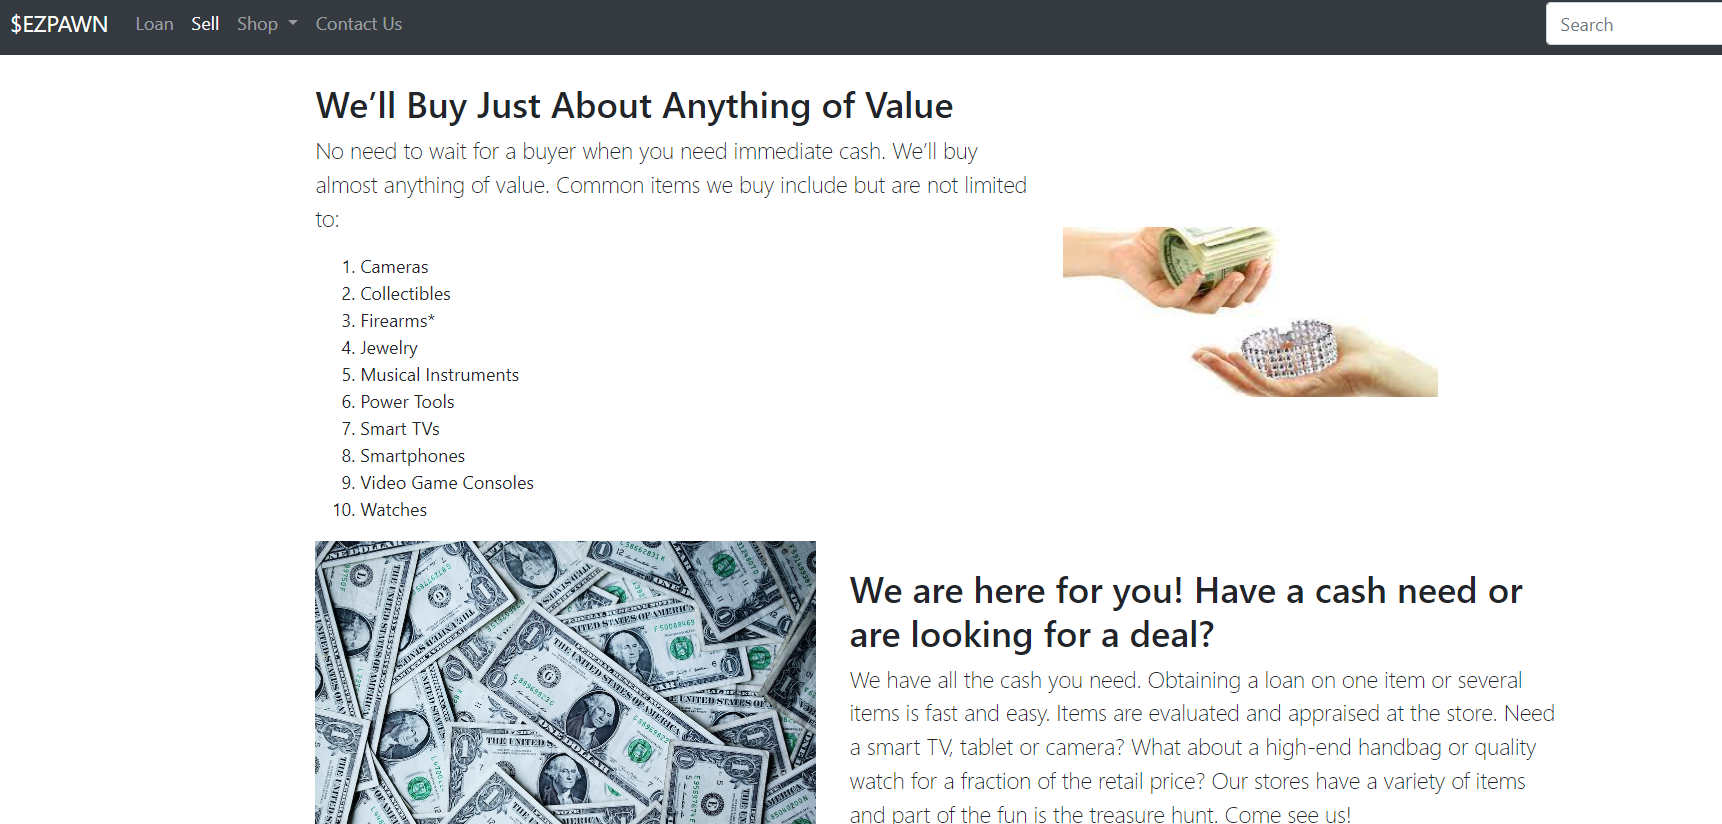 $EZPAWN Loan Sell Shop Contact Us Search
We’ll Buy Just About Anything of Value
No need to wait for a buyer when you need immediate cash. We’ll buy
almost anything of value. Common items we buy include but are not limited
to:
1. Cameras
2. Collectibles
3. Firearms*
4. Jewelry
5. Musical Instruments
6. Power Tools
7. Smart TVs
8. Smartphones
9. Video Game Consoles
10. Watches
We are here for you! Have a cash need or
are looking for a deal?
We have all the cash you need. Obtaining a loan on one item or several
items is fast and easy. Items are evaluated and appraised at the store. Need
a smart TV, tablet or camera? What about a high-end handbag or quality
watch for a fraction of the retail price? Our stores have a variety of items
and part of the fun is the treasure hunt. Come see us!